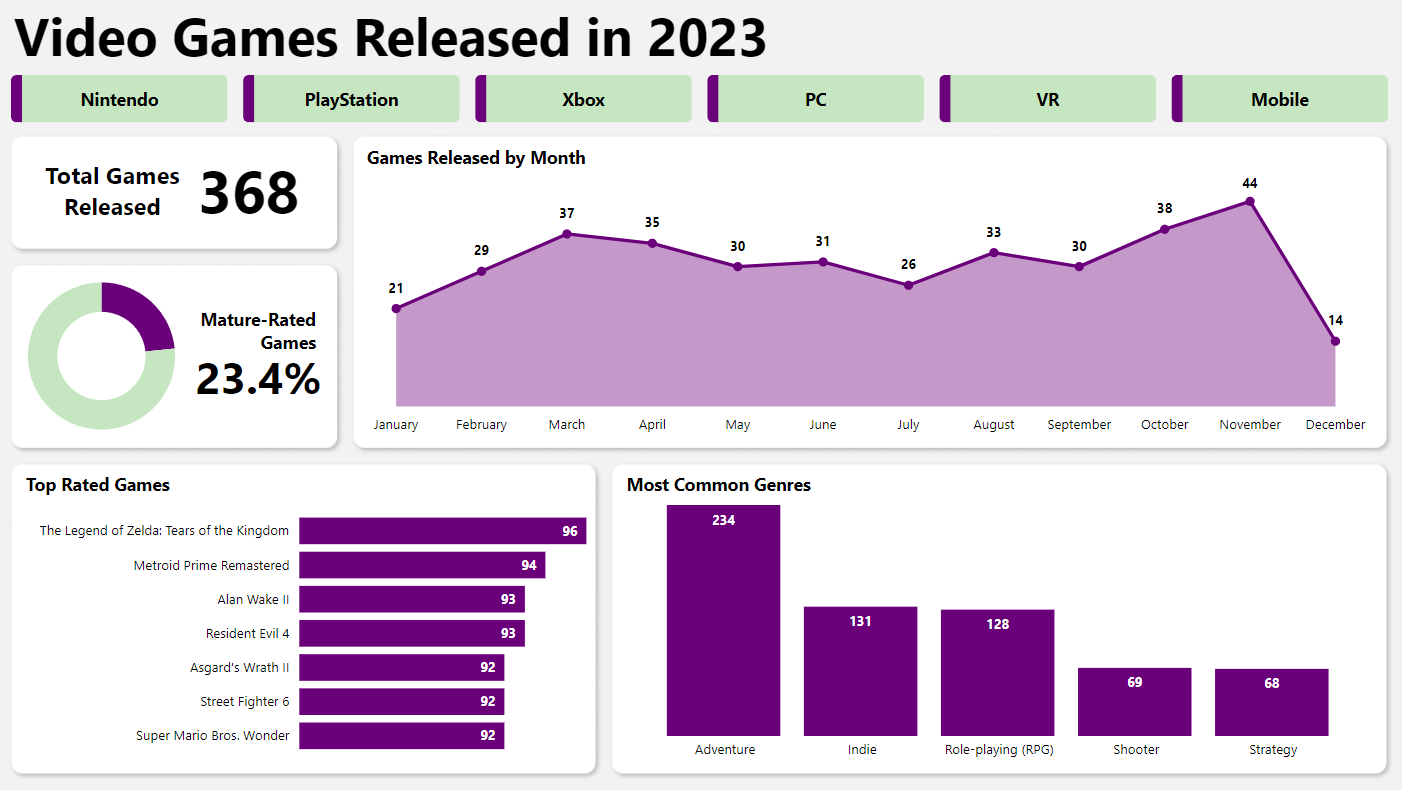 Video Games Released in 2023
Nintendo
PlayStation
Xbox
PC
VR
Mobile
Total Games
Released
368
Mature-Rated
Games
23.4%
Games Released by Month
21
29
37
35
30
31
26
33
30
38
44
14
January
February
March
April
May
June
July
August
September
October
November
December
Top Rated Games
The Legend of Zelda: Tears of the Kingdom 96
Metroid Prime Remastered 94
Alan Wake II 93
Resident Evil 4 93
Asgard's Wrath II 92
Street Fighter 6 92
Super Mario Bros. Wonder 92
Most Common Genres
234
131
128
69
68
Adventure
Indie
Role-playing (RPG)
Shooter
Strategy